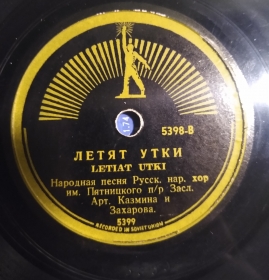 5398-B
ЛЕТЯТ УТКИ
LETIAT UTKI
Народная песня Русск. нар. хор
им. Пятницкого п/р Засл.
Арт. Казмина и
Захарова.
5399
RECORDED IN SOVIET UNION